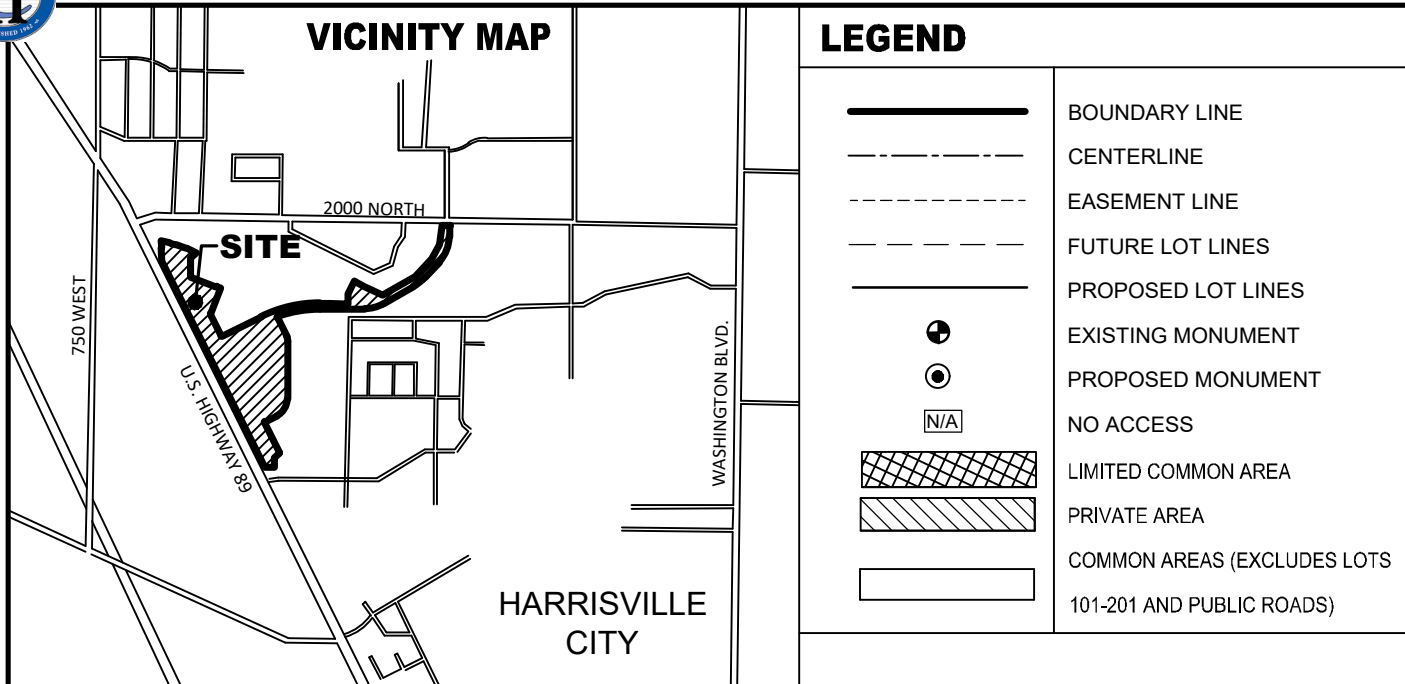 SHED 1962
VICINITY MAP
2000 NORTH
SITE
750 WEST
U.S. HIGHWAY 89
WASHINGTON BLVD.
HARRISVILLE
CITY
LEGEND
BOUNDARY LINE
CENTERLINE
EASEMENT LINE
FUTURE LOT LINES
PROPOSED LOT LINES
EXISTING MONUMENT
PROPOSED MONUMENT
N/A NO ACCESS
LIMITED COMMON AREA
PRIVATE AREA
COMMON AREAS (EXCLUDES LOTS
101-201 AND PUBLIC ROADS)